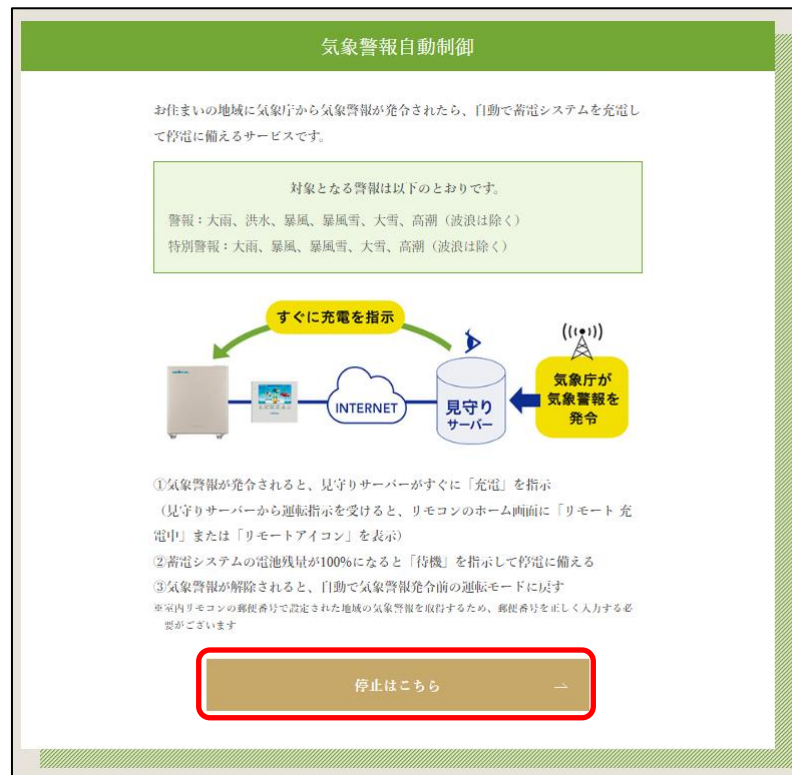 気象警報自動制御
お住まいの地域に気象庁から気象警報が発令されたら、自動で蓄電システムを充電し
て停電に備えるサービスです。
対象となる警報は以下のとおりです。
警報：大雨、洪水、暴風、暴風雪、大雪、高潮（波浪は除く）
特別警報：大雨、暴風、暴風雪、大雪、高潮（波浪は除く）
すぐに充電を指示
INTERNET
見守り
サーバー
気象庁が
気象警報を
発令
①気象警報が発令されると、見守りサーバーがすぐに「充電」を指示
（見守りサーバーから運転指示を受けると、リモコンのホーム画面に「リモート 充
電中」または「リモートアイコン」を表示）
②蓄電システムの電池残量が100%になると「待機」を指示して停電に備える
③気象警報が解除されると、自動で気象警報発令前の運転モードに戻す
※室内リモコンの郵便番号で設定された地域の気象警報を取得するため、郵便番号を正しく入力する必
要がございます
停止はこちら